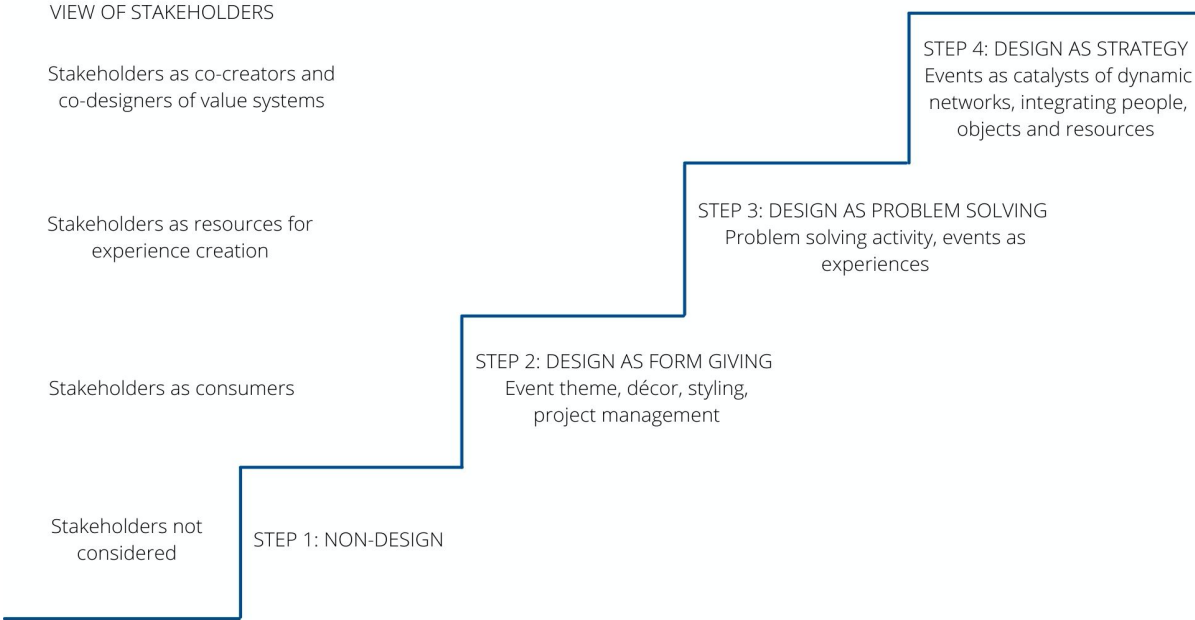 VIEW OF STAKEHOLDERS
Stakeholders as co-creators and
co-designers of value systems
STEP 4: DESIGN AS STRATEGY
Events as catalysts of dynamic
networks, integrating people,
objects and resources
Stakeholders as resources for
experience creation
STEP 3: DESIGN AS PROBLEM SOLVING
Problem solving activity, events as
experiences
Stakeholders as consumers
STEP 2: DESIGN AS FORM GIVING
Event theme, décor, styling,
project management
Stakeholders not
considered
STEP 1: NON-DESIGN